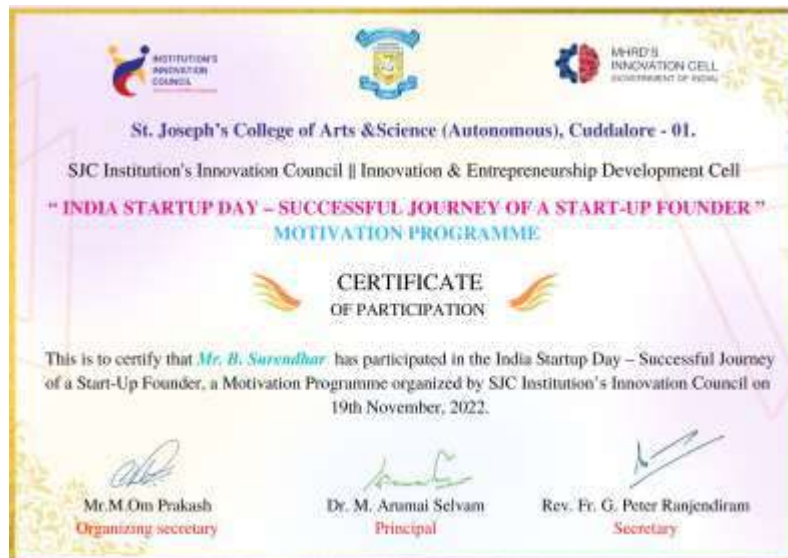 INSTITUTION'S
INNOVATION
COUNCIL
MHRD'S
INNOVATION CELL
(GOVERNMENT OF INDIA)
St. Joseph's College of Arts &Science (Autonomous), Cuddalore - 01.
SJC Institution's Innovation Council || Innovation & Entrepreneurship Development Cell
" INDIA STARTUP DAY – SUCCESSFUL JOURNEY OF A START-UP FOUNDER "
MOTIVATION PROGRAMME
CERTIFICATE
OF PARTICIPATION
This is to certify that Mr. B. Surendhar has participated in the India Startup Day – Successful Journey
of a Start-Up Founder, a Motivation Programme organized by SJC Institution's Innovation Council on
19th November, 2022.
Mr.M.Om Prakash
Organizing secretary
Dr. M. Arumai Selvam
Principal
Rev. Fr. G. Peter Ranjendiram
Secretary